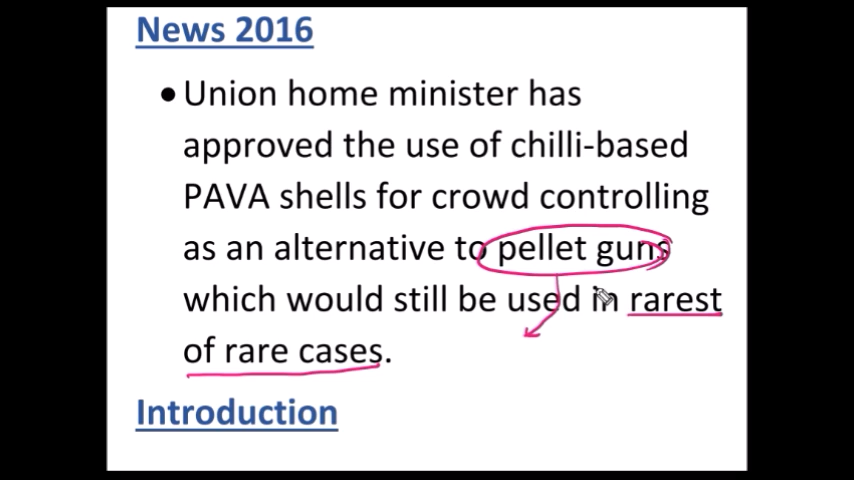 News 2016
• Union home minister has
approved the use of chilli-based
PAVA shells for crowd controlling
as an alternative to pellet guns
which would still be used in rarest
of rare cases.
Introduction